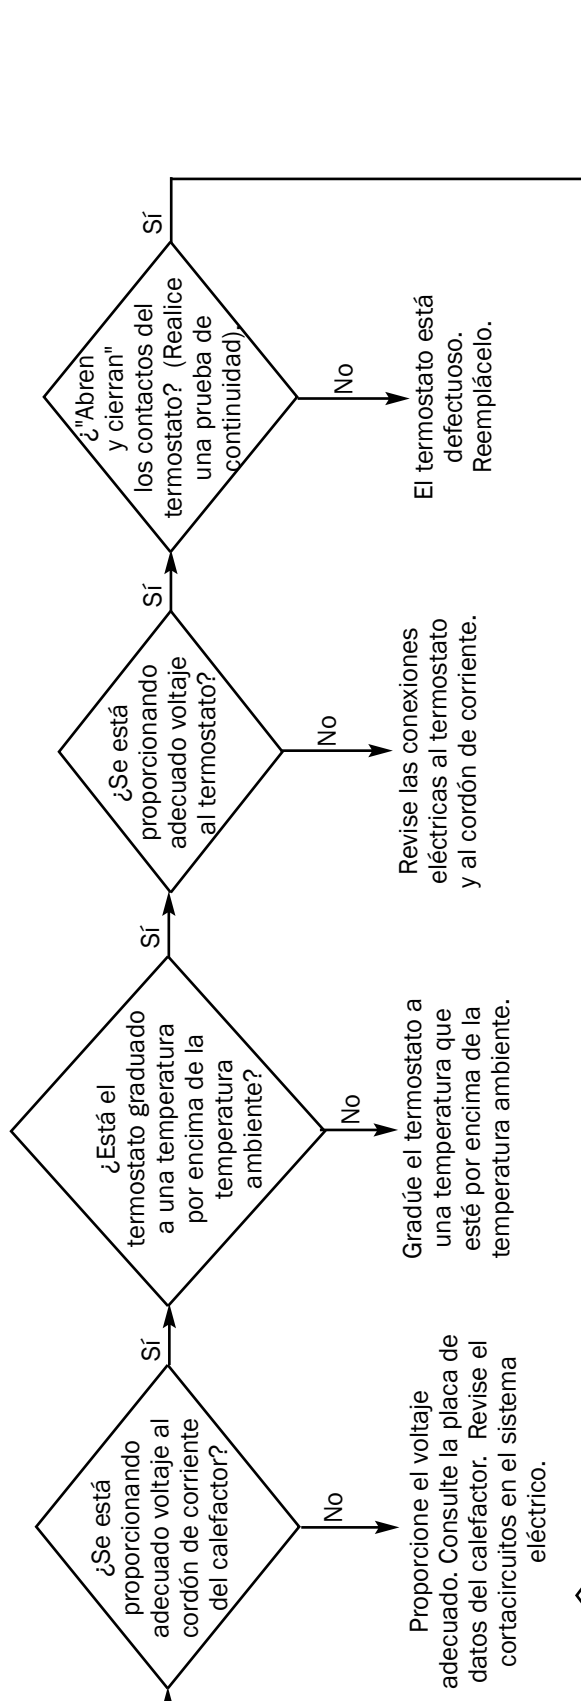 ¿Se está
proporcionando
adecuado voltaje al
cordón de corriente
del calefactor?
Sí
No
Proporcione el voltaje
adecuado. Consulte la placa de
datos del calefactor. Revise el
cortacircuitos en el sistema
eléctrico.
¿Está el
termostato graduado
a una temperatura
por encima de la
temperatura
ambiente?
Sí
No
Gradúe el termostato a
una temperatura que
esté por encima de la
temperatura ambiente.
¿Se está
proporcionando
adecuado voltaje
al termostato?
Sí
No
Revise las conexiones
eléctricas al termostato
y al cordón de corriente.
¿"Abren
y cierran"
los contactos del
termostato? (Realice
una prueba de
continuidad).
Sí
No
El termostato está
defectuoso.
Reemplácelo.